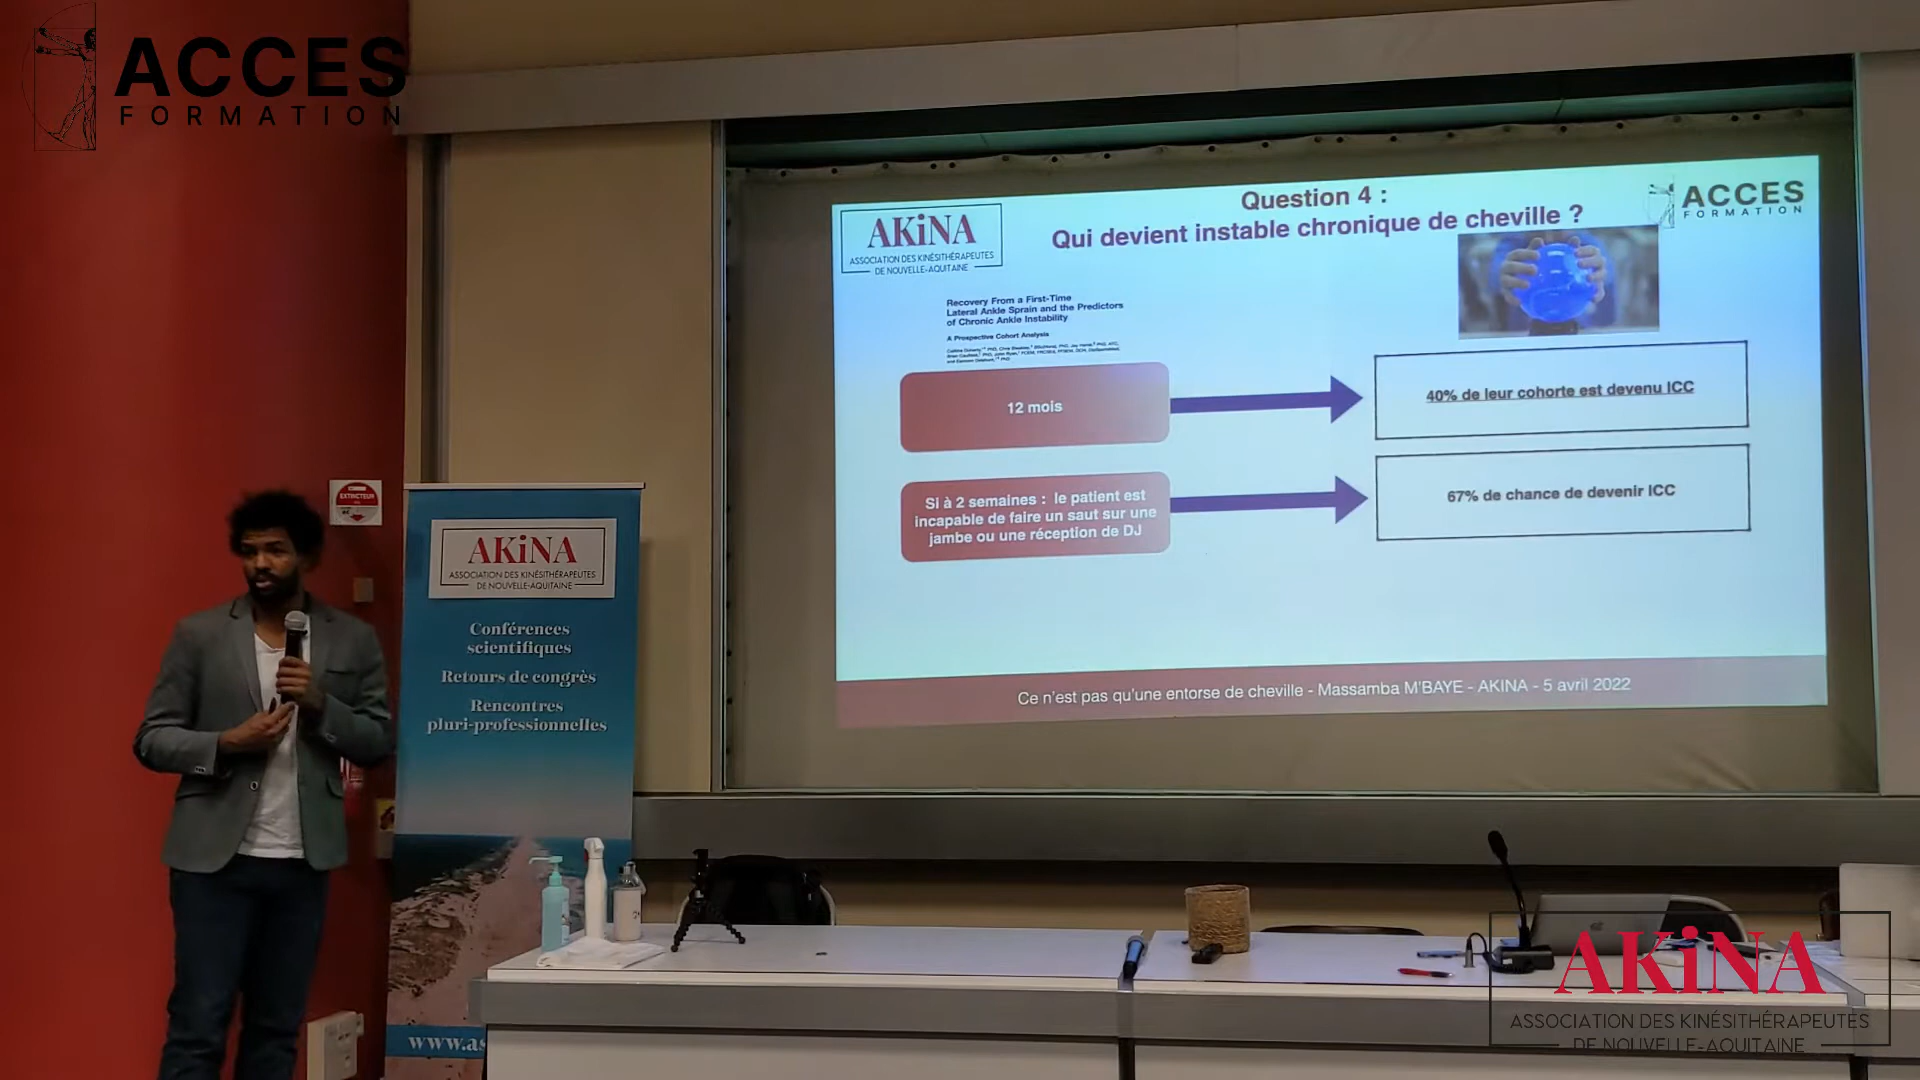 ACCES
FORMATION
AKiNA
ASSOCIATION DES KINÉSITHÉRAPEUTES
DE NOUVELLE-AQUITAINE
Question 4 :
Qui devient instable chronique de cheville ?
ACCES
FORMATION
Recovery From a First-Time
Lateral Ankle Sprain and the Predictors
of Chronic Ankle Instability
A Prospective Cohort Analysis
12 mois
40% de leur cohorte est devenu ICC
Si à 2 semaines : le patient est
incapable de faire un saut sur une
jambe ou une réception de DJ
67% de chance de devenir ICC
Ce n'est pas qu'une entorse de cheville - Massamba M'BAYE - AKINA - 5 avril 2022
EXTINCTEUR
AKiNA
ASSOCIATION DES KINÉSITHÉRAPEUTES
DE NOUVELLE-AQUITAINE
Conférences
scientifiques
Retours de congrès
Rencontres
pluri-professionnelles
www.as
AKiNA
ASSOCIATION DES KINÉSITHÉRAPEUTES
DE NOUVELLE-AQUITAINE